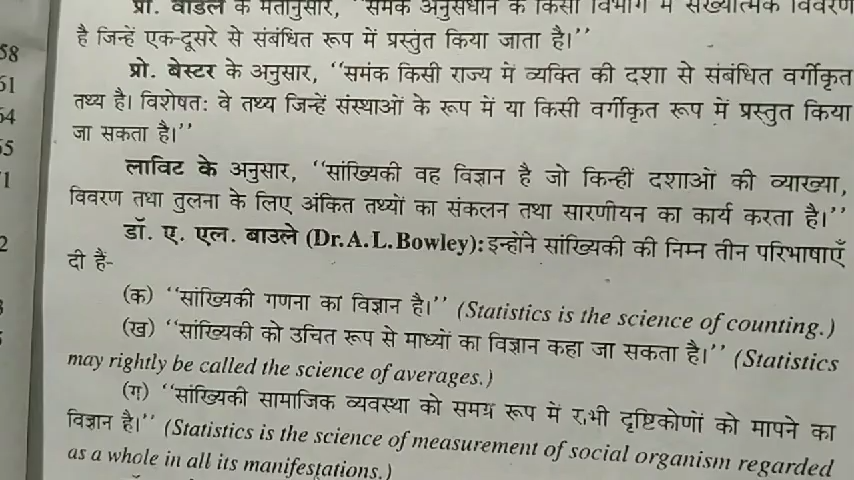 प्रो. वाडेल के मतानुसार, ‘‘समंक अनुसंधान के किसी विभाग में संख्यात्मक विवरण
है जिन्हें एक-दूसरे से संबंधित रूप में प्रस्तुंत किया जाता है।’’
58
प्रो. बेस्टर के अनुसार, ‘‘समंक किसी राज्य में व्यक्ति की दशा से संबंधित वर्गीकृत
61
तथ्य है। विशेषतः वे तथ्य जिन्हें संस्थाओं के रूप में या किसी वर्गीकृत रूप में प्रस्तुत किया
64
जा सकता है।’’
65
लाविट के अनुसार, ‘‘सांख्यिकी वह विज्ञान है जो किन्हीं दशाओं की व्याख्या,
विवरण तथा तुलना के लिए अंकित तथ्यों का संकलन तथा सारणीयन का कार्य करता है।’’
डॉ. ए. एल. बाउले (Dr.A.L.Bowley): इन्होंने सांख्यिकी की निम्न तीन परिभाषाएँ
दी हैं-
(क) ‘‘सांख्यिकी गणना का विज्ञान है।’’ (Statistics is the science of counting.)
(ख) ‘‘सांख्यिकी को उचित रूप से माध्यों का विज्ञान कहा जा सकता है।’’ (Statistics
may rightly be called the science of averages.)
(ग) ‘‘सांख्यिकी सामाजिक व्यवस्था को समग्र रूप में सभी दृष्टिकोणों को मापने का
विज्ञान है।’’ (Statistics is the science of measurement of social organism regarded
as a whole in all its manifestations.)